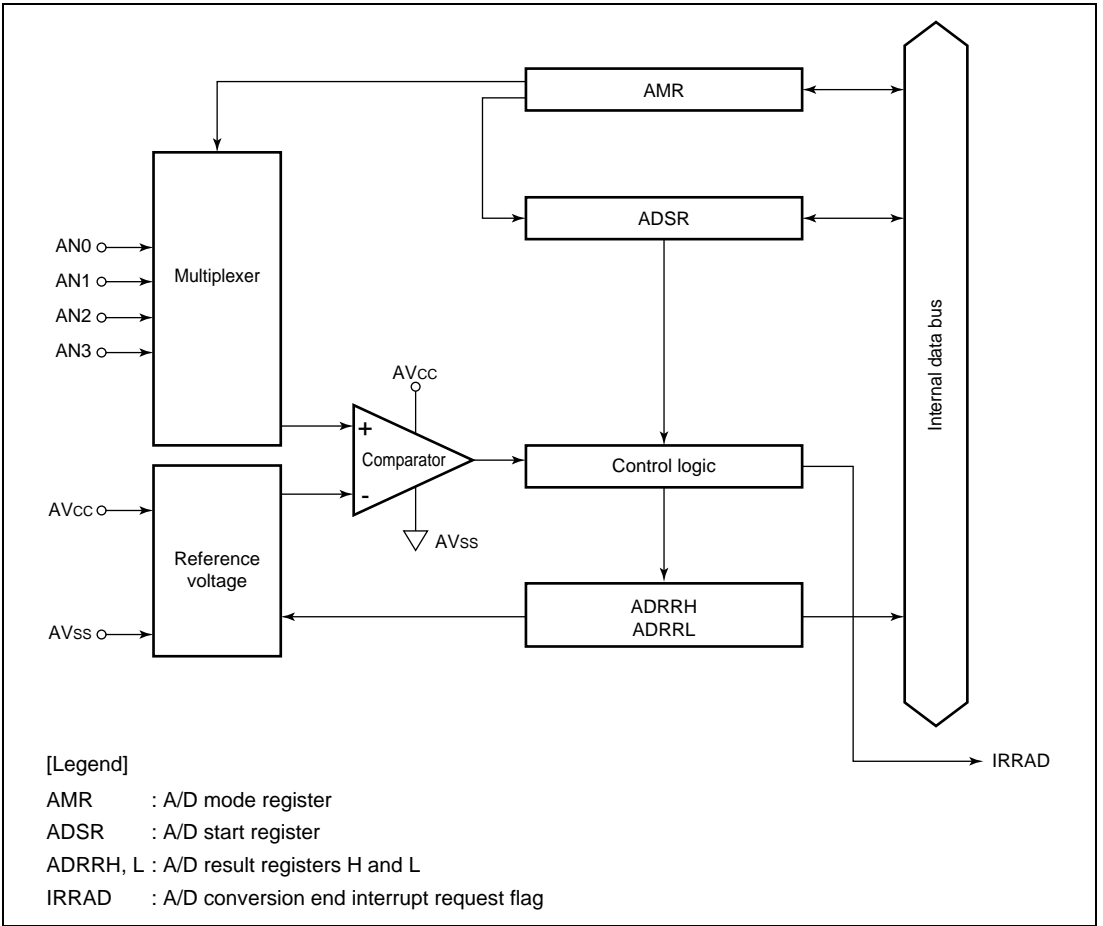 AMR
ADSR
AN0
AN1
AN2
AN3
Multiplexer
Internal data bus
AVCC
+
Comparator
-
Control logic
AVSS
AVCC
Reference
voltage
AVSS
ADRRH
ADRRL
IRRAD
[Legend]
AMR : A/D mode register
ADSR : A/D start register
ADRRH, L : A/D result registers H and L
IRRAD : A/D conversion end interrupt request flag